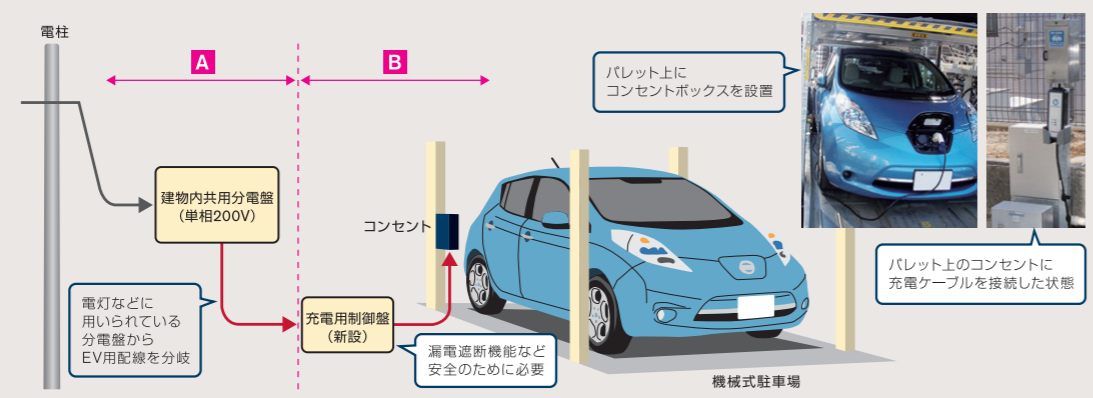 電柱
A
B
パレット上に
コンセントボックスを設置
建物内共用分電盤
(単相200V)
コンセント
パレット上のコンセントに
充電ケーブルを接続した状態
電灯などに
用いられている
分電盤から
EV用配線を分岐
充電用制御盤
(新設)
漏電遮断機能など
安全のために必要
機械式駐車場